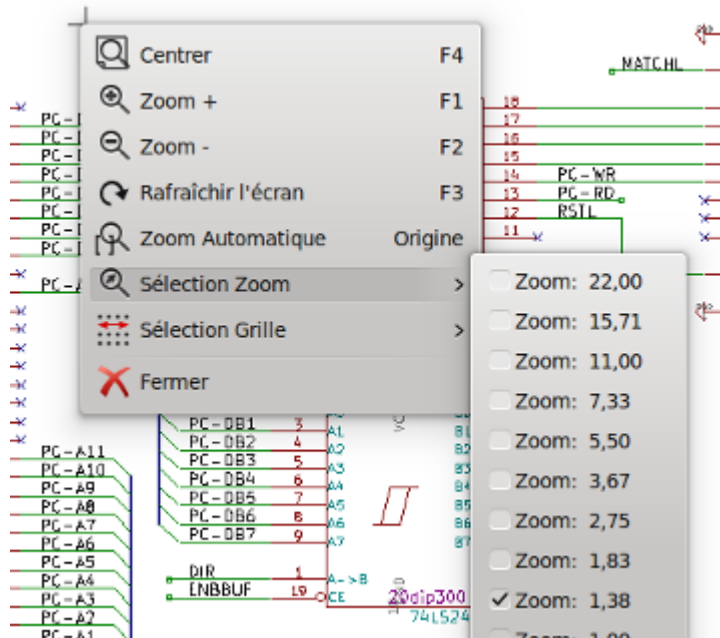 MATCHL
Centrer F4
Zoom + F1
Zoom - F2
Rafraîchir l'écran F3
Zoom Automatique Origine
Sélection Zoom >
Sélection Grille >
Fermer
18
17
16
15
14 PC-WR
13 PC-RD
12 RSTL
11
Zoom: 22,00
Zoom: 15,71
Zoom: 11,00
Zoom: 7,33
Zoom: 5,50
Zoom: 3,67
Zoom: 2,75
Zoom: 1,83
Zoom: 1,38
PC-DB1 3 A1
PC-DB2 4 A2
PC-DB3 5 A3
PC-DB4 6 A4
PC-DB5 7 A5
PC-DB6 8 A6
PC-DB7 9 A7
DIR 1 A->B
ENBBUF 19 CE
20dip300
PC-A11
PC-A10
PC-A9
PC-A8
PC-A7
PC-A6
PC-A5
PC-A4
PC-A3
PC-A2